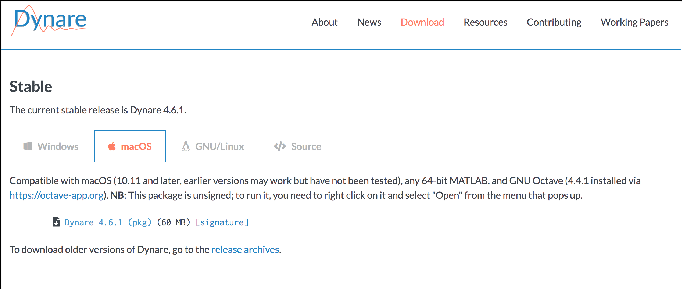 Dynare
About News Download Resources Contributing Working Papers
Stable
The current stable release is Dynare 4.6.1.
Windows macOS GNU/Linux Source
Compatible with macOS (10.11 and later, earlier versions may work but have not been tested), any 64-bit MATLAB, and GNU Octave (4.4.1 installed via
https://octave-app.org). NB: This package is unsigned; to run it, you need to right click on it and select "Open" from the menu that pops up.
Dynare 4.6.1 (pkg) (60 MB) [signature]
To download older versions of Dynare, go to the release archives.